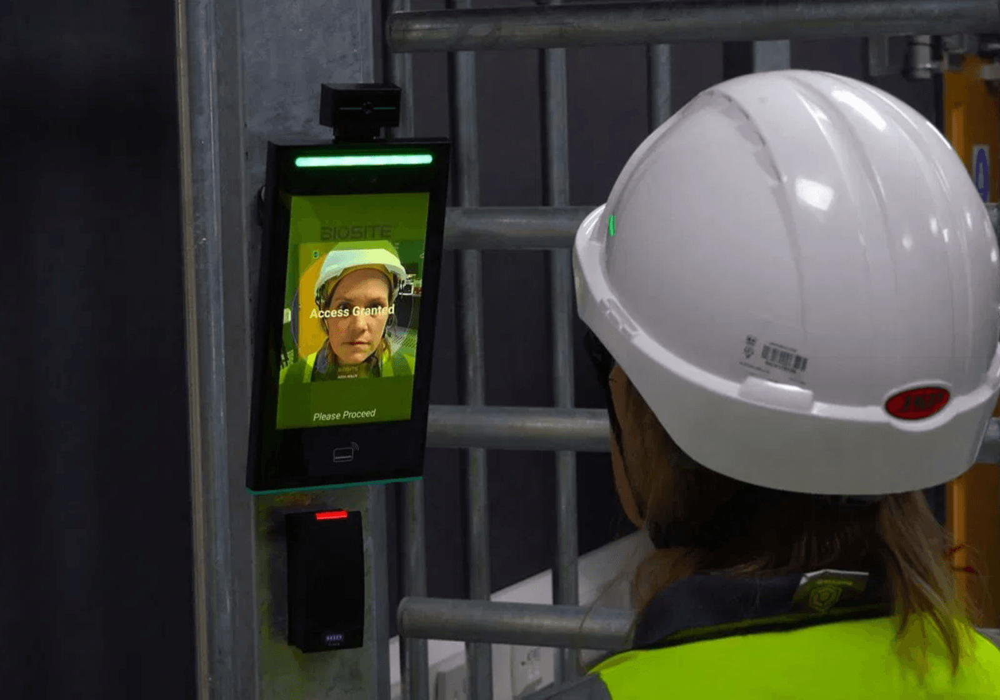 BIOSITE
Access Granted
Please Proceed
JSP